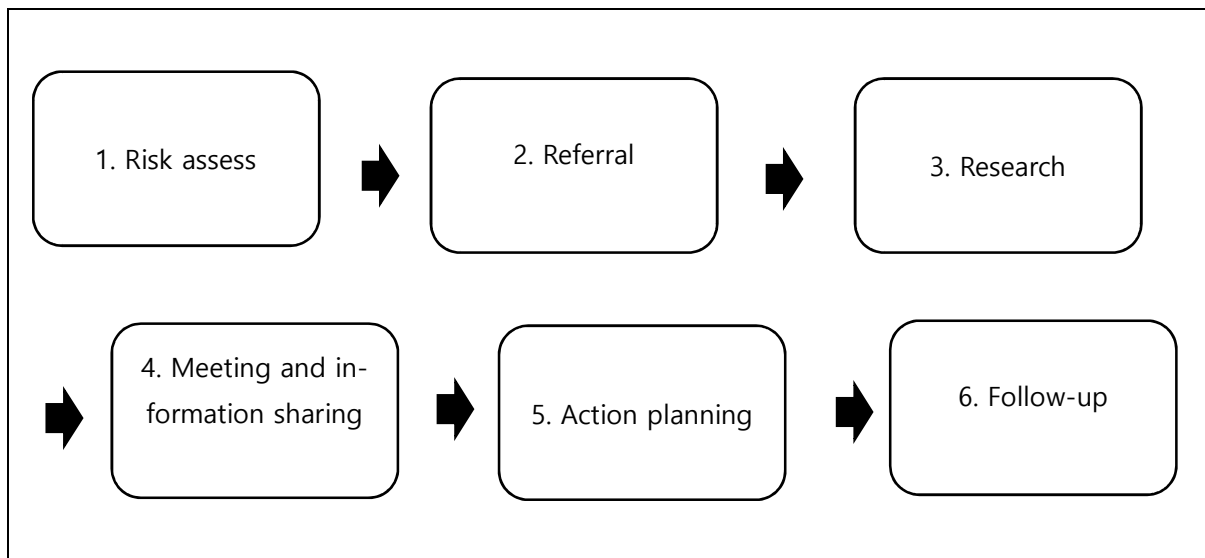 1. Risk assess
2. Referral
3. Research
4. Meeting and in-
formation sharing
5. Action planning
6. Follow-up